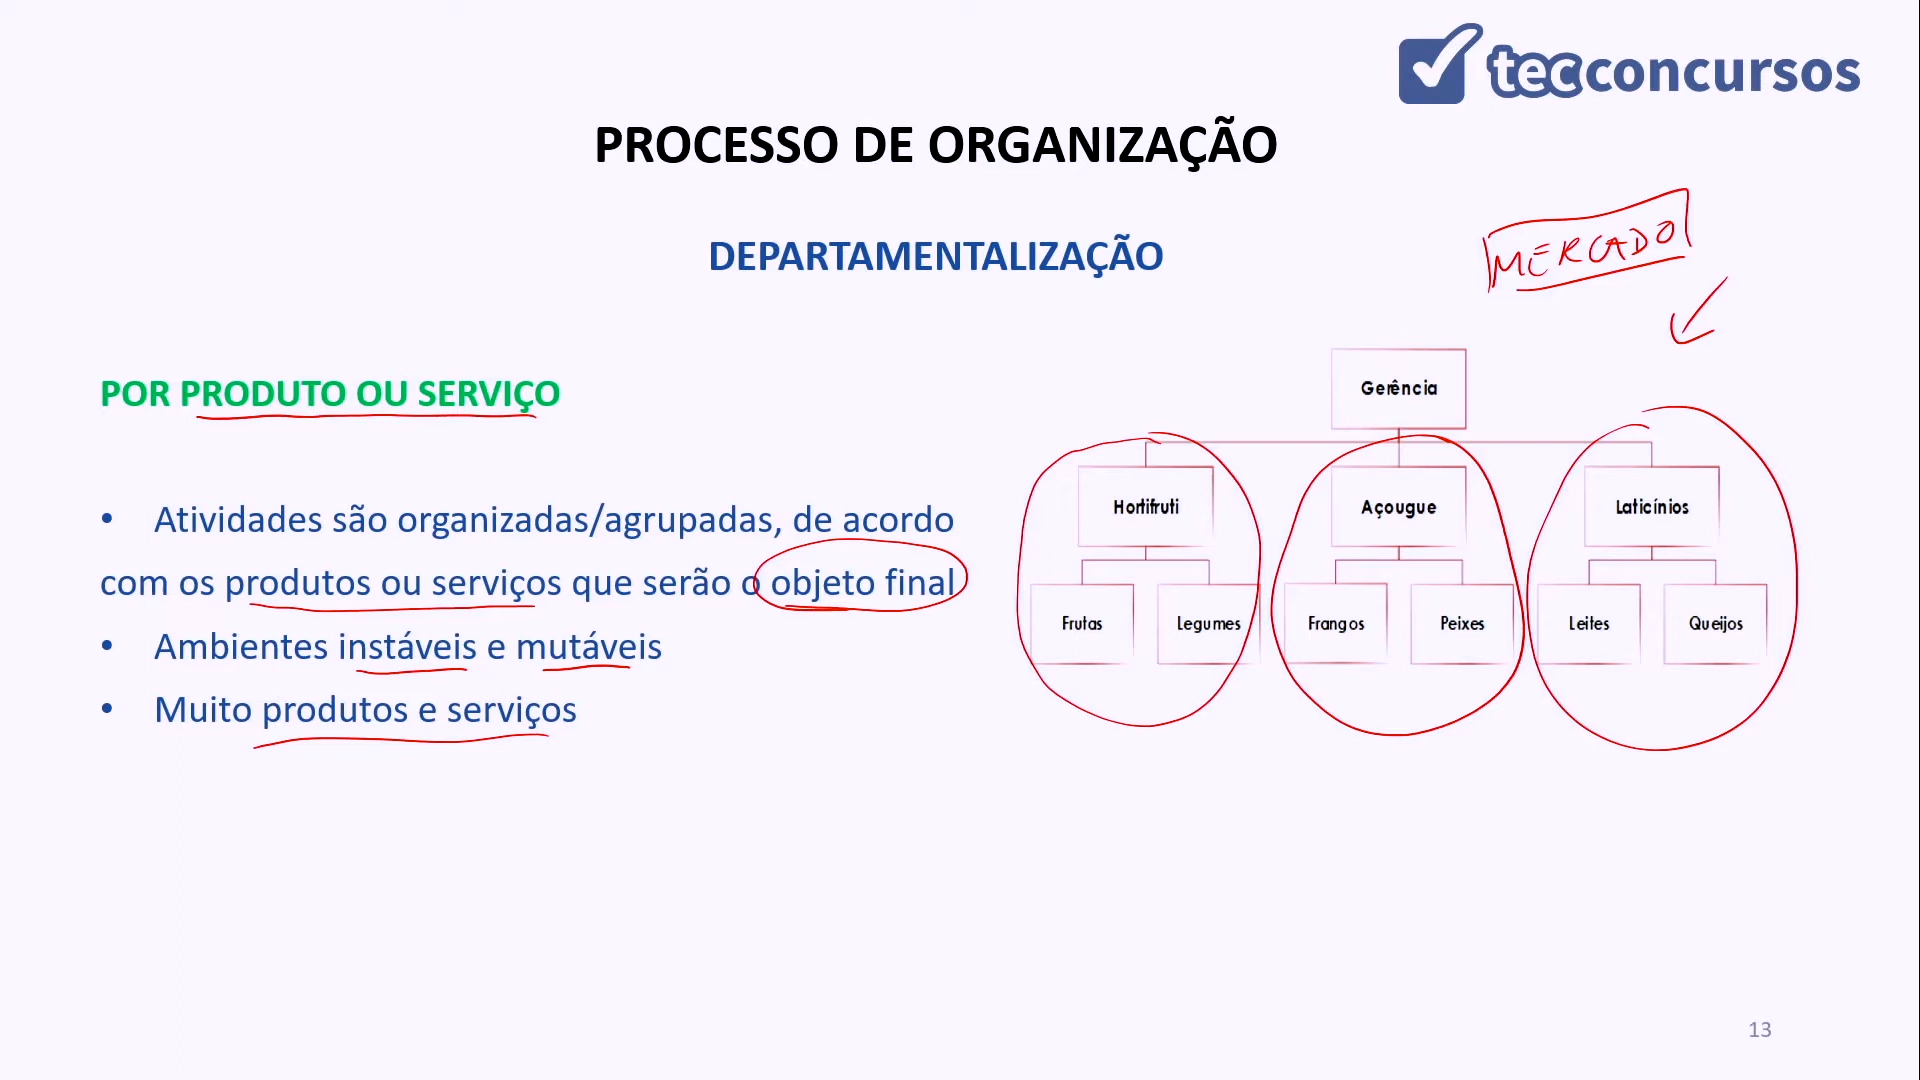 tecconcursos
PROCESSO DE ORGANIZAÇÃO
DEPARTAMENTALIZAÇÃO
MERCADO
POR PRODUTO OU SERVIÇO
• Atividades são organizadas/agrupadas, de acordo
com os produtos ou serviços que serão o objeto final
• Ambientes instáveis e mutáveis
• Muito produtos e serviços
Gerência
Hortifruti Açougue Laticínios
Frutas Legumes Frangos Peixes Leites Queijos
13